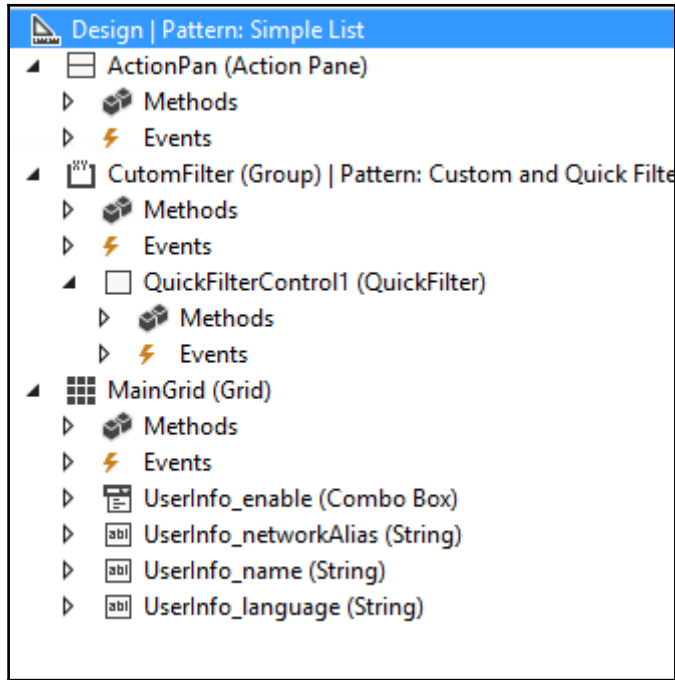 Design | Pattern: Simple List
ActionPan (Action Pane)
Methods
Events
CutomFilter (Group) | Pattern: Custom and Quick Filte
Methods
Events
QuickFilterControl1 (QuickFilter)
Methods
Events
MainGrid (Grid)
Methods
Events
UserInfo_enable (Combo Box)
UserInfo_networkAlias (String)
UserInfo_name (String)
UserInfo_language (String)